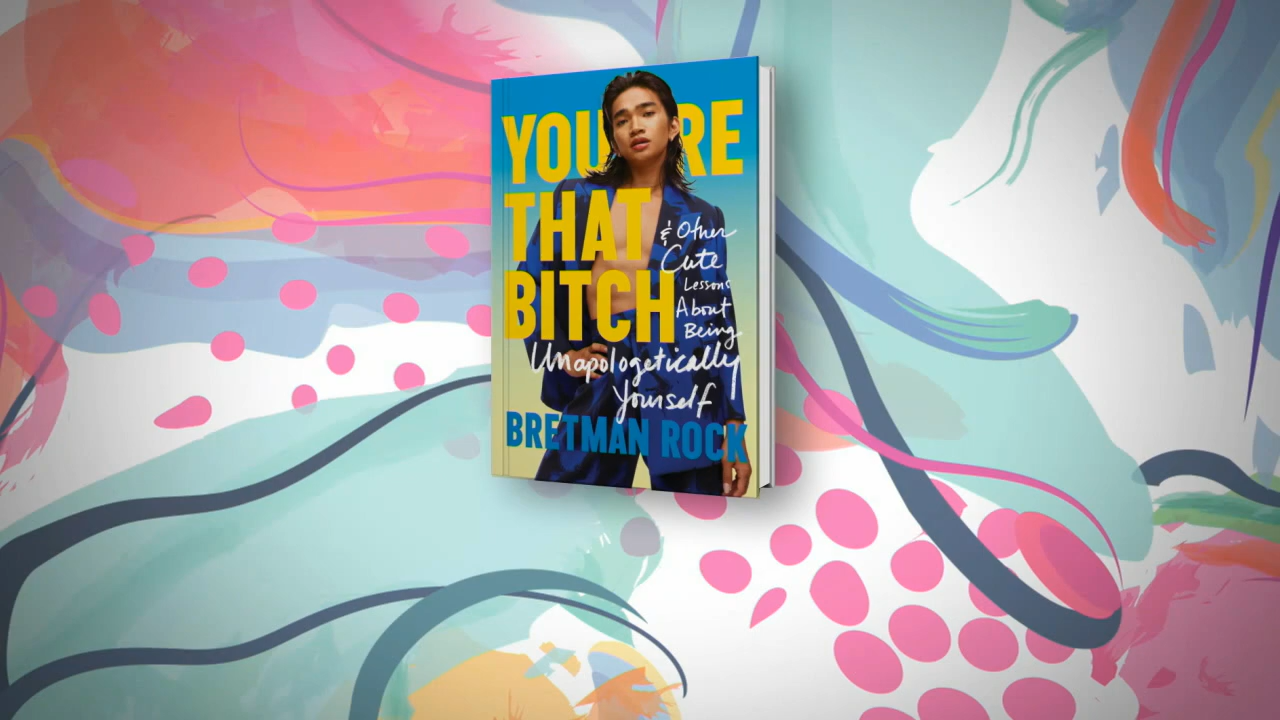 YOU'RE
THAT
BITCH
& Other
Cute
Lessons
About
Being
Unapologetically
Yourself
BRETMAN ROCK